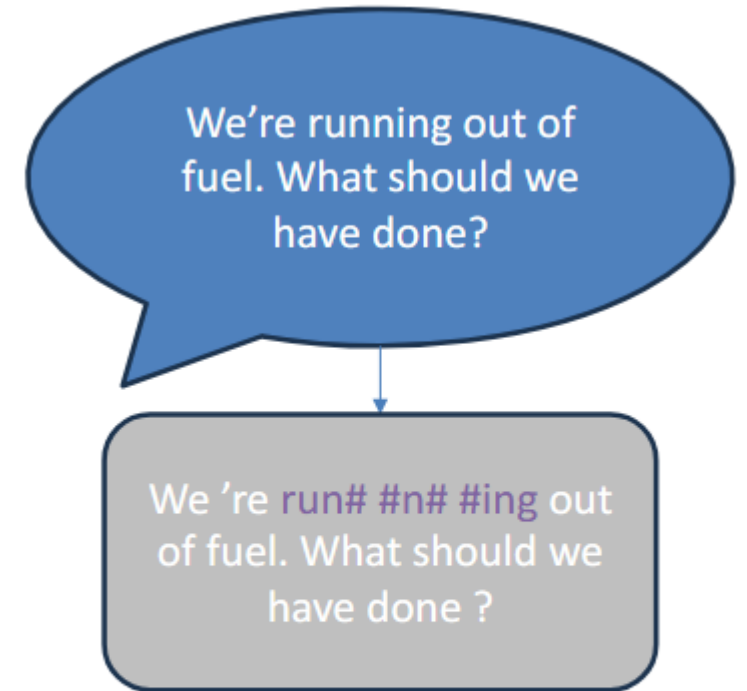 We’re running out of
fuel. What should we
have done?
We ’re run# #n# #ing out
of fuel. What should we
have done ?